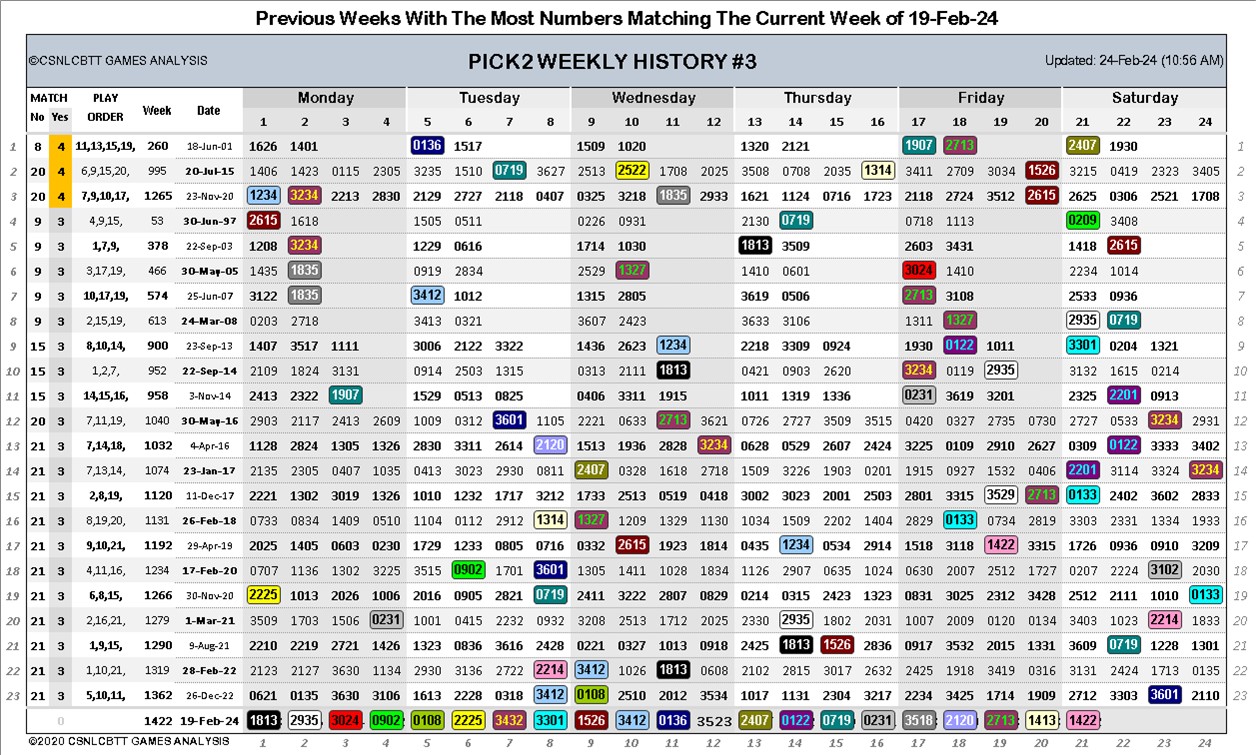 Previous Weeks With The Most Numbers Matching The Current Week of 19-Feb-24
©CSNLCBTT GAMES ANALYSIS PICK2 WEEKLY HISTORY #3 Updated: 24-Feb-24 (10:56 AM)
MATCH PLAY Week Date Monday Tuesday Wednesday Thursday Friday Saturday
No Yes ORDER 1 2 3 4 5 6 7 8 9 10 11 12 13 14 15 16 17 18 19 20 21 22 23 24
1 8 4 11,13,15,19, 260 18-Jun-01 1626 1401 0136 1517 1509 1020 1320 2121 1907 2713 2407 1930 1
2 20 4 6,9,15,20, 995 20-Jul-15 1406 1423 0115 2305 3235 1510 0719 3627 2513 2522 1708 2025 3508 0708 2035 1314 3411 2709 3034 1526 3215 0419 2323 3405 2
3 20 4 7,9,10,17, 1265 23-Nov-20 1234 3234 2213 2830 2129 2727 2118 0407 0325 3218 1835 2933 1621 1124 0716 1723 2118 2724 3512 2615 2625 0306 2521 1708 3
4 9 3 4,9,15, 53 30-Jun-97 2615 1618 1505 0511 0226 0931 2130 0719 0718 1113 0209 3408 4
5 9 3 1,7,9, 378 22-Sep-03 1208 3234 1229 0616 1714 1030 1813 3509 2603 3431 1418 2615 5
6 9 3 3,17,19, 466 30-May-05 1435 1835 0919 2834 2529 1327 1410 0601 3024 1410 2234 1014 6
7 9 3 10,17,19, 574 25-Jun-07 3122 1835 3412 1012 1315 2805 3619 0506 2713 3108 2533 0936 7
8 9 3 2,15,19, 613 24-Mar-08 0203 2718 3413 0321 3607 2423 3633 3106 1311 1327 2935 0719 8
9 15 3 8,10,14, 900 23-Sep-13 1407 3517 1111 3006 2122 3322 1436 2623 1234 2218 3309 0924 1930 0122 1011 3301 0204 1321 9
10 15 3 1,2,7, 952 22-Sep-14 2109 1824 3131 0914 2503 1315 0313 2111 1813 0421 0903 2620 3234 0119 2935 3132 1615 0214 10
11 15 3 14,15,16, 958 3-Nov-14 2413 2322 1907 1529 0513 0825 0406 3311 1915 1011 1319 1336 0231 3619 3201 2325 2201 0913 11
12 20 3 7,11,19, 1040 30-May-16 2903 2117 2413 2609 1009 1312 3601 1105 2221 0633 2713 3621 0726 2727 3509 3515 0420 0327 2735 0730 2727 0533 3234 2931 12
13 21 3 7,14,18, 1032 4-Apr-16 1128 2824 1305 1326 2830 3311 2614 2120 1513 1936 2828 3234 0628 0529 2607 2424 3225 0109 2910 2627 0309 0122 3333 3402 13
14 21 3 7,13,14, 1074 23-Jan-17 2135 2305 0407 1035 0413 3023 2930 0811 2407 0328 1618 2718 1509 3226 1903 0201 1915 0927 1532 0406 2201 3114 3324 3234 14
15 21 3 2,8,19, 1120 11-Dec-17 2221 1302 3019 1326 1010 1232 1717 3212 1733 2513 0519 0418 3002 3023 2001 2503 2801 3315 3529 2713 0133 2402 3602 2833 15
16 21 3 8,19,20, 1131 26-Feb-18 0733 0834 1409 0510 1104 0112 2912 1314 1327 1209 1329 1130 1034 1509 2202 1404 2829 0133 0734 2819 3303 2331 1334 1933 16
17 21 3 9,10,21, 1192 29-Apr-19 2025 1405 0603 0230 1729 1233 0805 0716 0332 2615 1923 1814 0435 1234 0534 2914 1518 3118 1422 3315 1726 0936 0910 3209 17
18 21 3 4,11,16, 1234 17-Feb-20 0707 1136 1302 3225 3515 0902 1701 3601 1305 1411 1028 1834 1126 2907 0635 1024 0630 2007 2512 1727 0207 2224 3102 2030 18
19 21 3 6,8,15, 1266 30-Nov-20 2225 1013 2026 1006 2016 0905 2821 0719 2411 3222 2807 0829 0214 0315 2423 1323 0831 3025 2312 3428 2512 2111 1010 0133 19
20 21 3 2,16,21, 1279 1-Mar-21 3509 1703 1506 0231 1001 0415 2232 0932 3208 2513 1712 2025 2330 2935 1502 2031 1007 2009 0120 0134 3403 1023 2214 1833 20
21 21 3 1,9,15, 1290 9-Aug-21 2210 2219 2721 1426 1323 0836 3616 2428 0221 0327 1013 0918 2425 1813 1526 2836 0917 3532 2015 1331 3609 0719 1228 1301 21
22 21 3 1,10,21, 1319 28-Feb-22 2123 2127 3630 1134 2930 3136 2722 2214 3412 1026 1813 0608 2102 2815 3017 2632 2425 1918 3419 0316 3131 2424 1713 0135 22
23 21 3 5,10,11, 1362 26-Dec-22 0621 0135 3630 3106 1613 2228 0318 3412 0108 2510 2012 3534 1017 1131 2304 3217 2234 3425 1714 1909 2712 3303 3601 2110 23
0 1422 19-Feb-24 1813 2935 3024 0902 0108 2225 3432 3301 1526 3412 0136 3523 2407 0122 0719 0231 3518 2120 2713 1413 1422
©2020 CSNLCBTT GAMES ANALYSIS 1 2 3 4 5 6 7 8 9 10 11 12 13 14 15 16 17 18 19 20 21 22 23 24